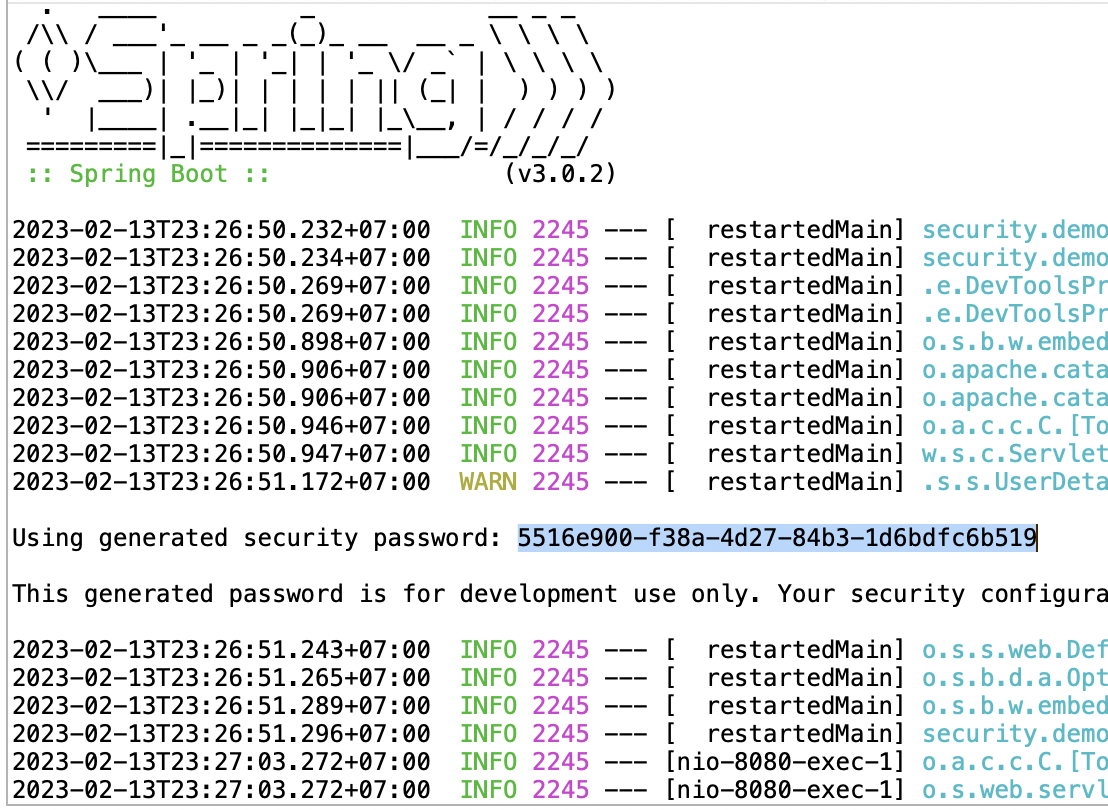 :: Spring Boot ::                (v3.0.2)
2023-02-13T23:26:50.232+07:00  INFO 2245 --- [  restartedMain] security.demo
2023-02-13T23:26:50.234+07:00  INFO 2245 --- [  restartedMain] security.demo
2023-02-13T23:26:50.269+07:00  INFO 2245 --- [  restartedMain] .e.DevToolsPr
2023-02-13T23:26:50.269+07:00  INFO 2245 --- [  restartedMain] .e.DevToolsPr
2023-02-13T23:26:50.898+07:00  INFO 2245 --- [  restartedMain] o.s.b.w.embed
2023-02-13T23:26:50.906+07:00  INFO 2245 --- [  restartedMain] o.apache.cata
2023-02-13T23:26:50.906+07:00  INFO 2245 --- [  restartedMain] o.apache.cata
2023-02-13T23:26:50.946+07:00  INFO 2245 --- [  restartedMain] o.a.c.c.C.[To
2023-02-13T23:26:50.947+07:00  INFO 2245 --- [  restartedMain] w.s.c.Servlet
2023-02-13T23:26:51.172+07:00  WARN 2245 --- [  restartedMain] .s.s.UserDeta
Using generated security password: 5516e900-f38a-4d27-84b3-1d6bdfc6b519
This generated password is for development use only. Your security configura
2023-02-13T23:26:51.243+07:00  INFO 2245 --- [  restartedMain] o.s.s.web.Def
2023-02-13T23:26:51.265+07:00  INFO 2245 --- [  restartedMain] o.s.b.d.a.Opt
2023-02-13T23:26:51.289+07:00  INFO 2245 --- [  restartedMain] o.s.b.w.embed
2023-02-13T23:26:51.296+07:00  INFO 2245 --- [  restartedMain] security.demo
2023-02-13T23:27:03.272+07:00  INFO 2245 --- [nio-8080-exec-1] o.a.c.c.C.[To
2023-02-13T23:27:03.272+07:00  INFO 2245 --- [nio-8080-exec-1] o.s.web.servl